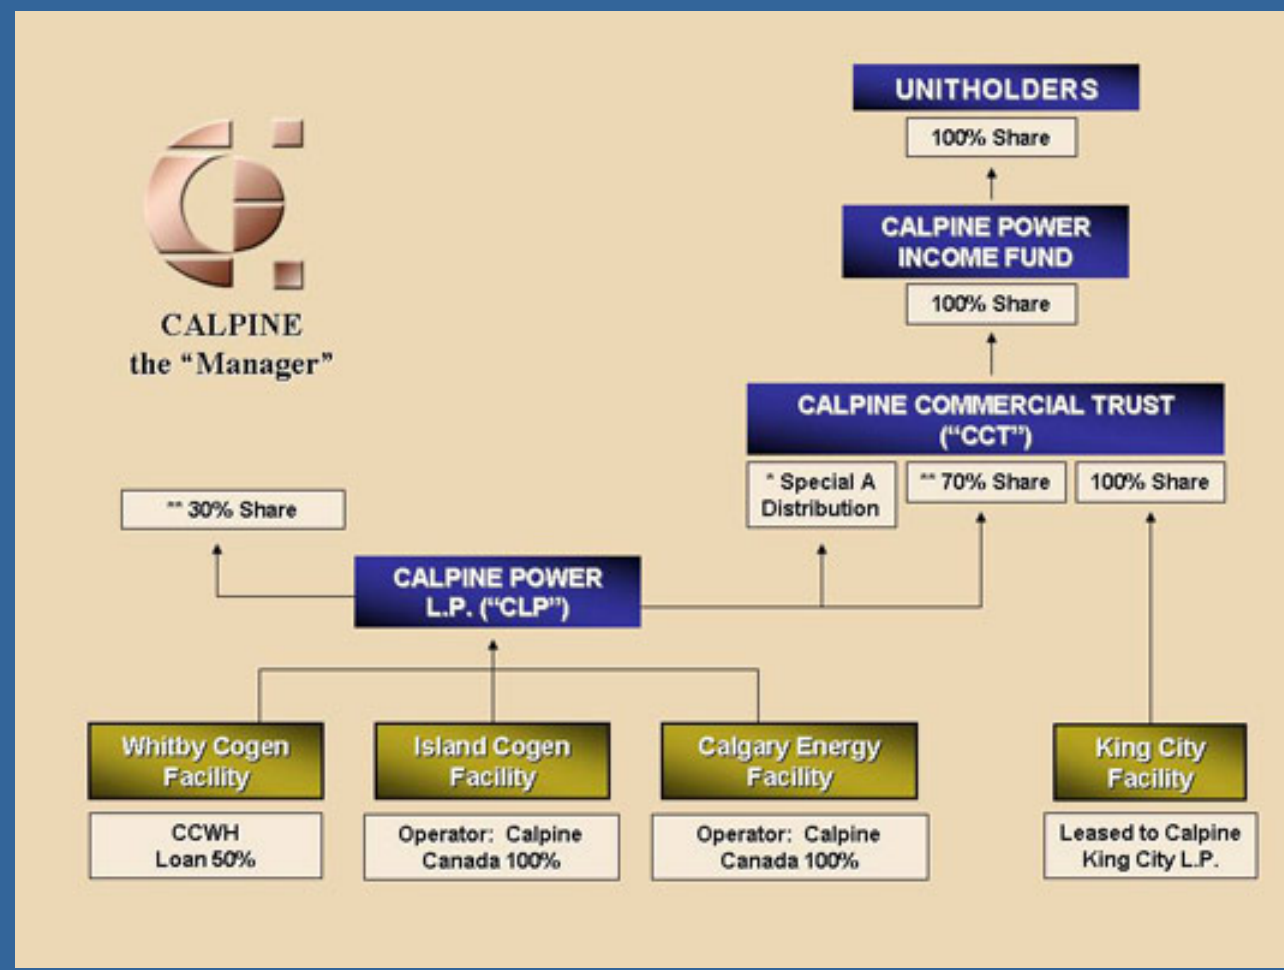 UNITHOLDERS
100% Share
CALPINE POWER
INCOME FUND
100% Share
CALPINE
the “Manager”
CALPINE COMMERCIAL TRUST
(“CCT”)
* Special A
Distribution
** 70% Share
100% Share
** 30% Share
CALPINE POWER
L.P. (“CLP”)
Whitby Cogen
Facility
CCWH
Loan 50%
Island Cogen
Facility
Operator: Calpine
Canada 100%
Calgary Energy
Facility
Operator: Calpine
Canada 100%
King City
Facility
Leased to Calpine
King City L.P.